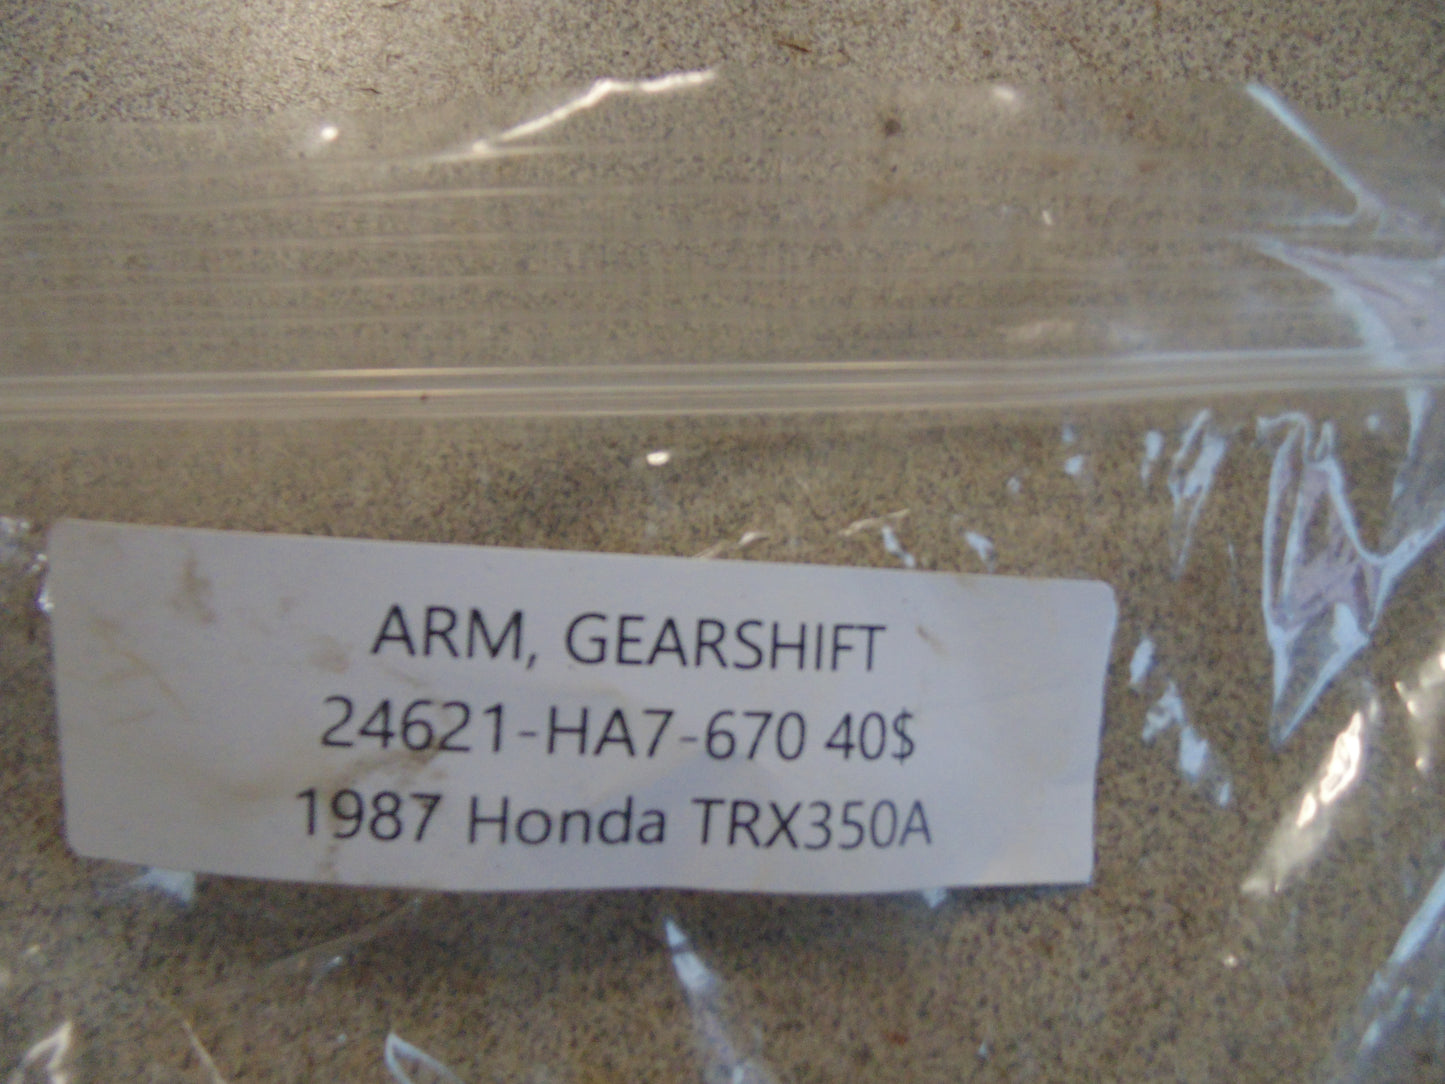 ARM, GEARSHIFT
24621-HA7-670 40$
1987 Honda TRX350A